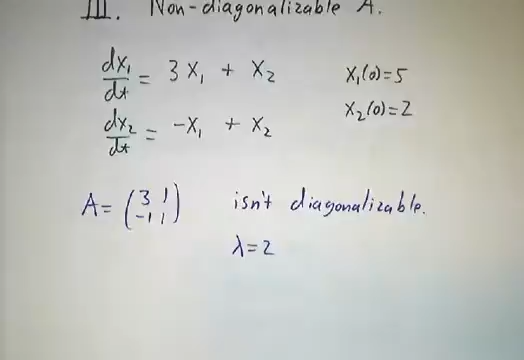 III. Non-diagonalizable A.
dx₁/dt = 3x₁ + x₂ x₁(0)=5
dx₂/dt = -x₁ + x₂ x₂(0)=2
A = (3 1; -1 1) isn't diagonalizable.
λ=2